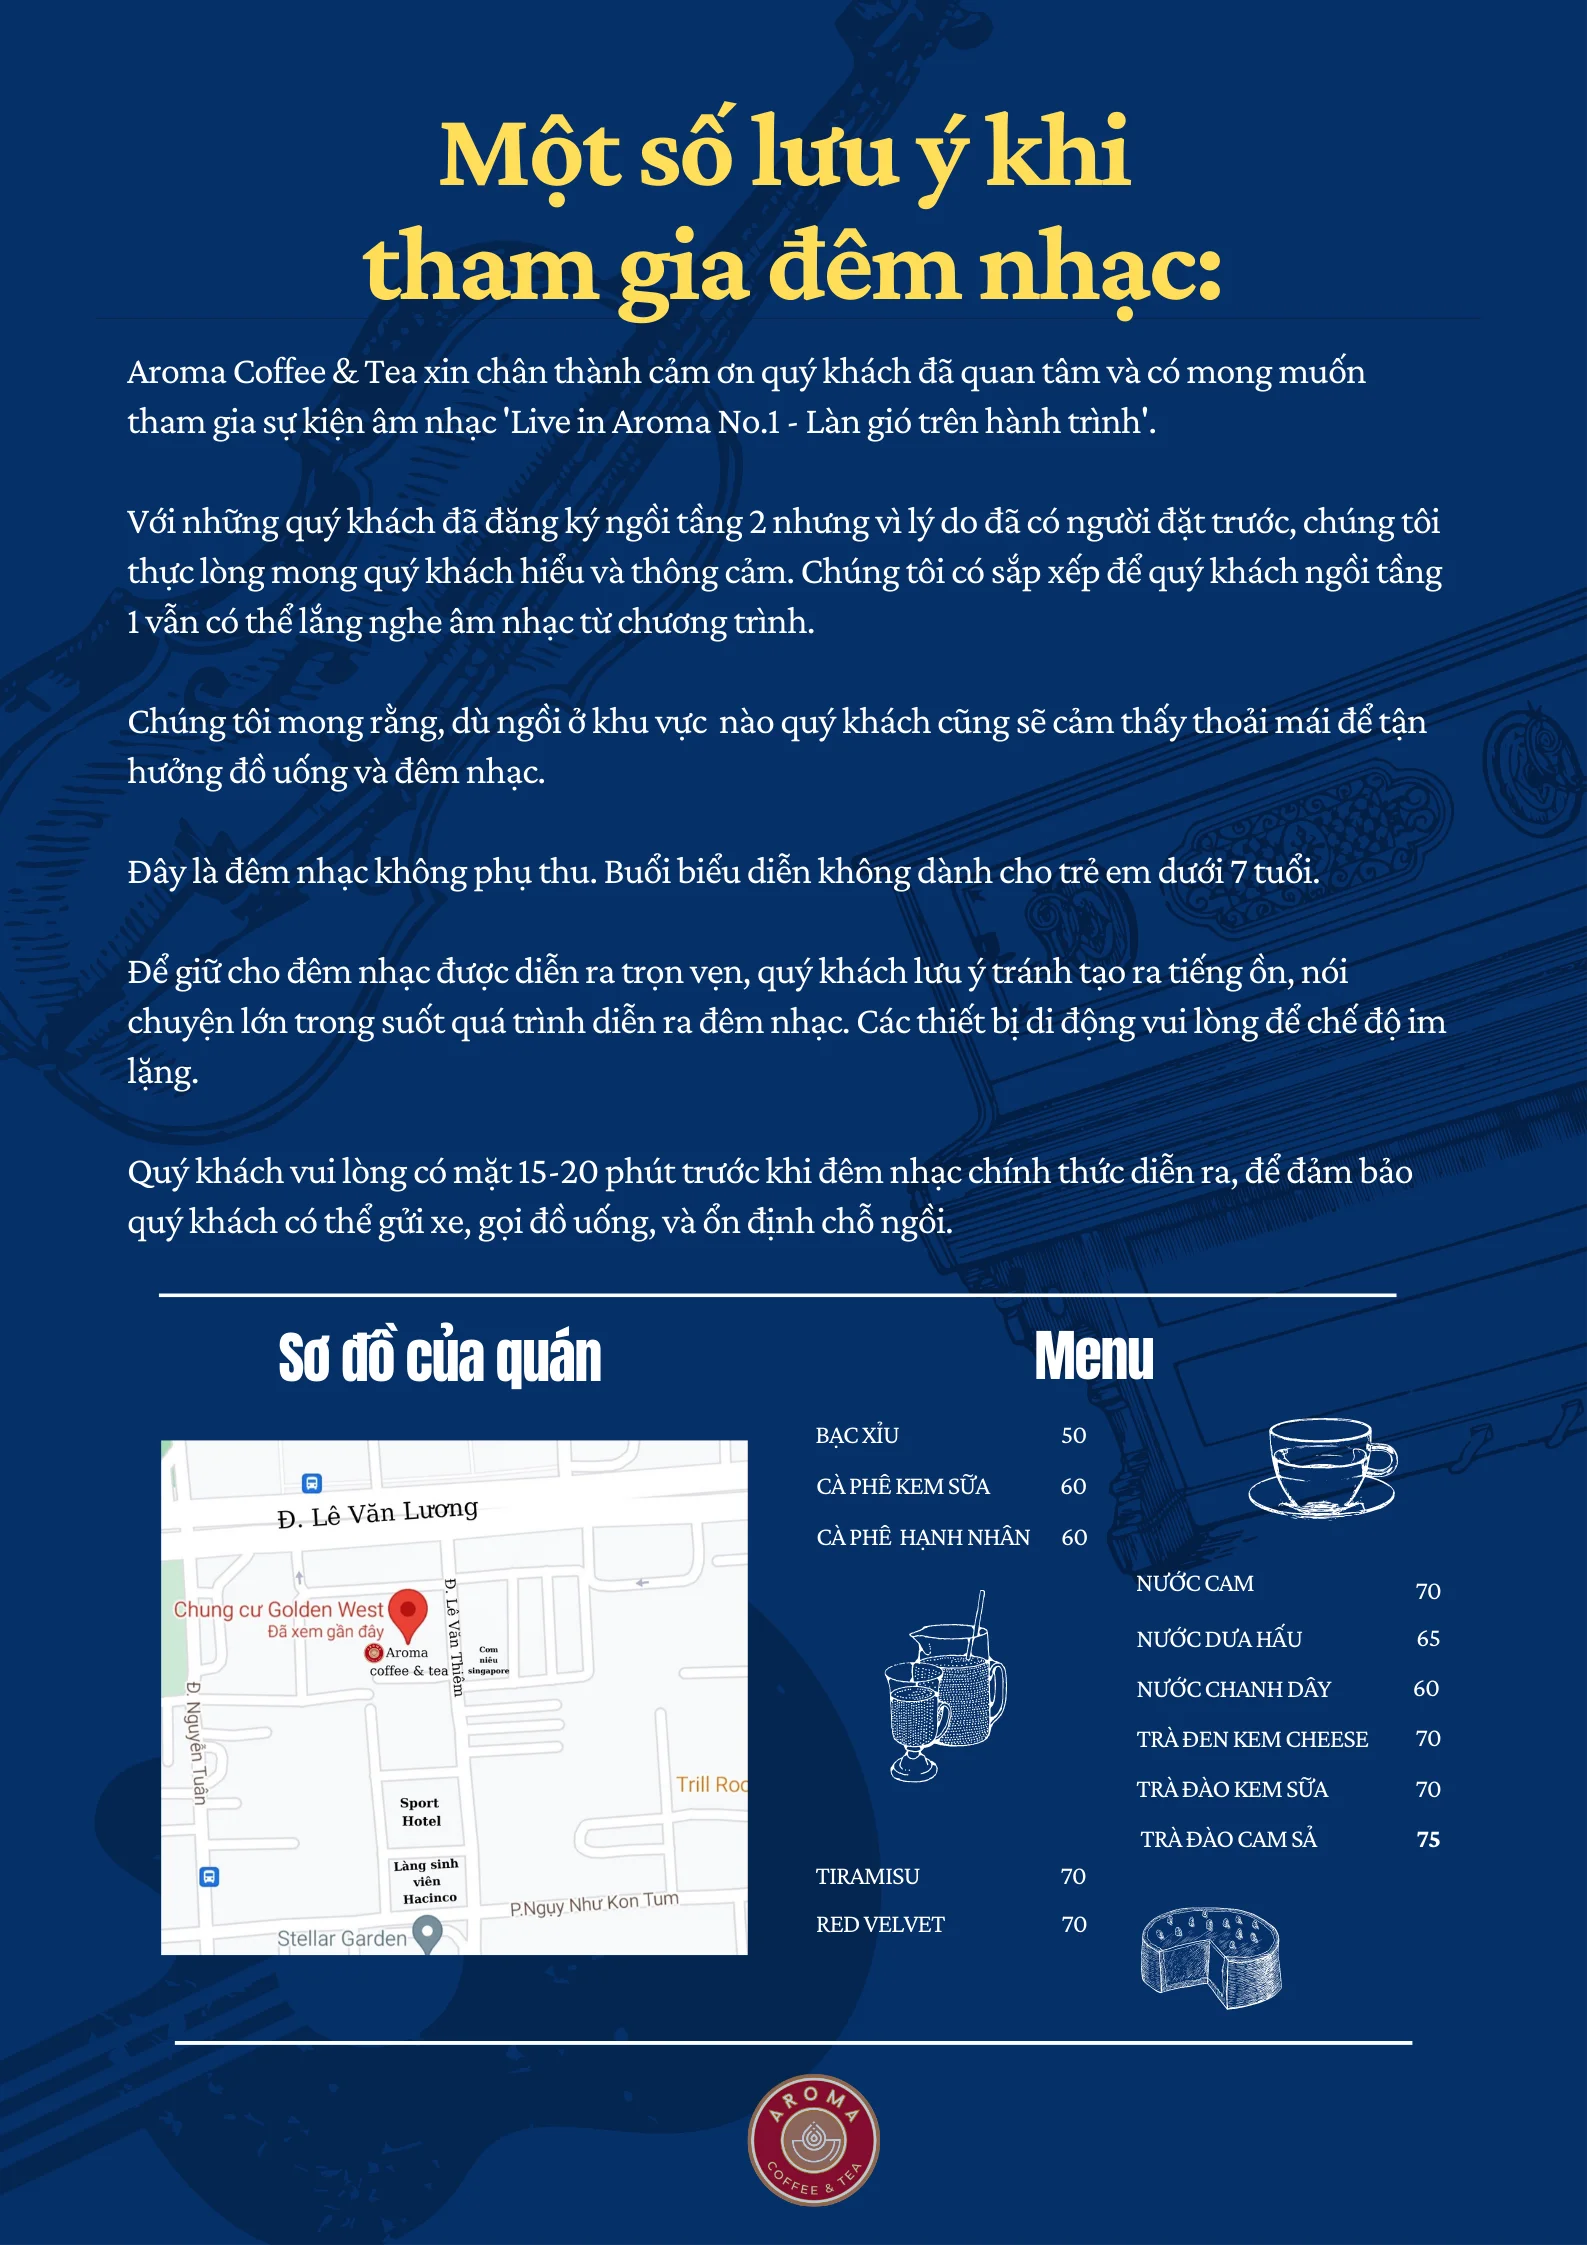 Một số lưu ý khi
tham gia đêm nhạc:
Aroma Coffee & Tea xin chân thành cảm ơn quý khách đã quan tâm và có mong muốn
tham gia sự kiện âm nhạc 'Live in Aroma No.1 - Làn gió trên hành trình'.
Với những quý khách đã đăng ký ngồi tầng 2 nhưng vì lý do đã có người đặt trước, chúng tôi
thực lòng mong quý khách hiểu và thông cảm. Chúng tôi có sắp xếp để quý khách ngồi tầng
1 vẫn có thể lắng nghe âm nhạc từ chương trình.
Chúng tôi mong rằng, dù ngồi ở khu vực nào quý khách cũng sẽ cảm thấy thoải mái để tận
hưởng đồ uống và đêm nhạc.
Đây là đêm nhạc không phụ thu. Buổi biểu diễn không dành cho trẻ em dưới 7 tuổi.
Để giữ cho đêm nhạc được diễn ra trọn vẹn, quý khách lưu ý tránh tạo ra tiếng ồn, nói
chuyện lớn trong suốt quá trình diễn ra đêm nhạc. Các thiết bị di động vui lòng để chế độ im
lặng.
Quý khách vui lòng có mặt 15-20 phút trước khi đêm nhạc chính thức diễn ra, để đảm bảo
quý khách có thể gửi xe, gọi đồ uống, và ổn định chỗ ngồi.
Sơ đồ của quán
Đ. Lê Văn Lương
Chung cư Golden West
Đã xem gần đây
Aroma
coffee & tea
Đ. Lê Văn Thiêm
Cơm
niêu
singapore
Đ. Nguyễn Tuân
Trill Roo
Sport
Hotel
Làng sinh
viên
Hacinco
P.Ngụy Như Kon Tum
Stellar Garden
Menu
BẠC XỈU 50
CÀ PHÊ KEM SỮA 60
CÀ PHÊ HẠNH NHÂN 60
NƯỚC CAM 70
NƯỚC DƯA HẤU 65
NƯỚC CHANH DÂY 60
TRÀ ĐEN KEM CHEESE 70
TRÀ ĐÀO KEM SỮA 70
TRÀ ĐÀO CAM SẢ 75
TIRAMISU 70
RED VELVET 70
AROMA
COFFEE & TEA